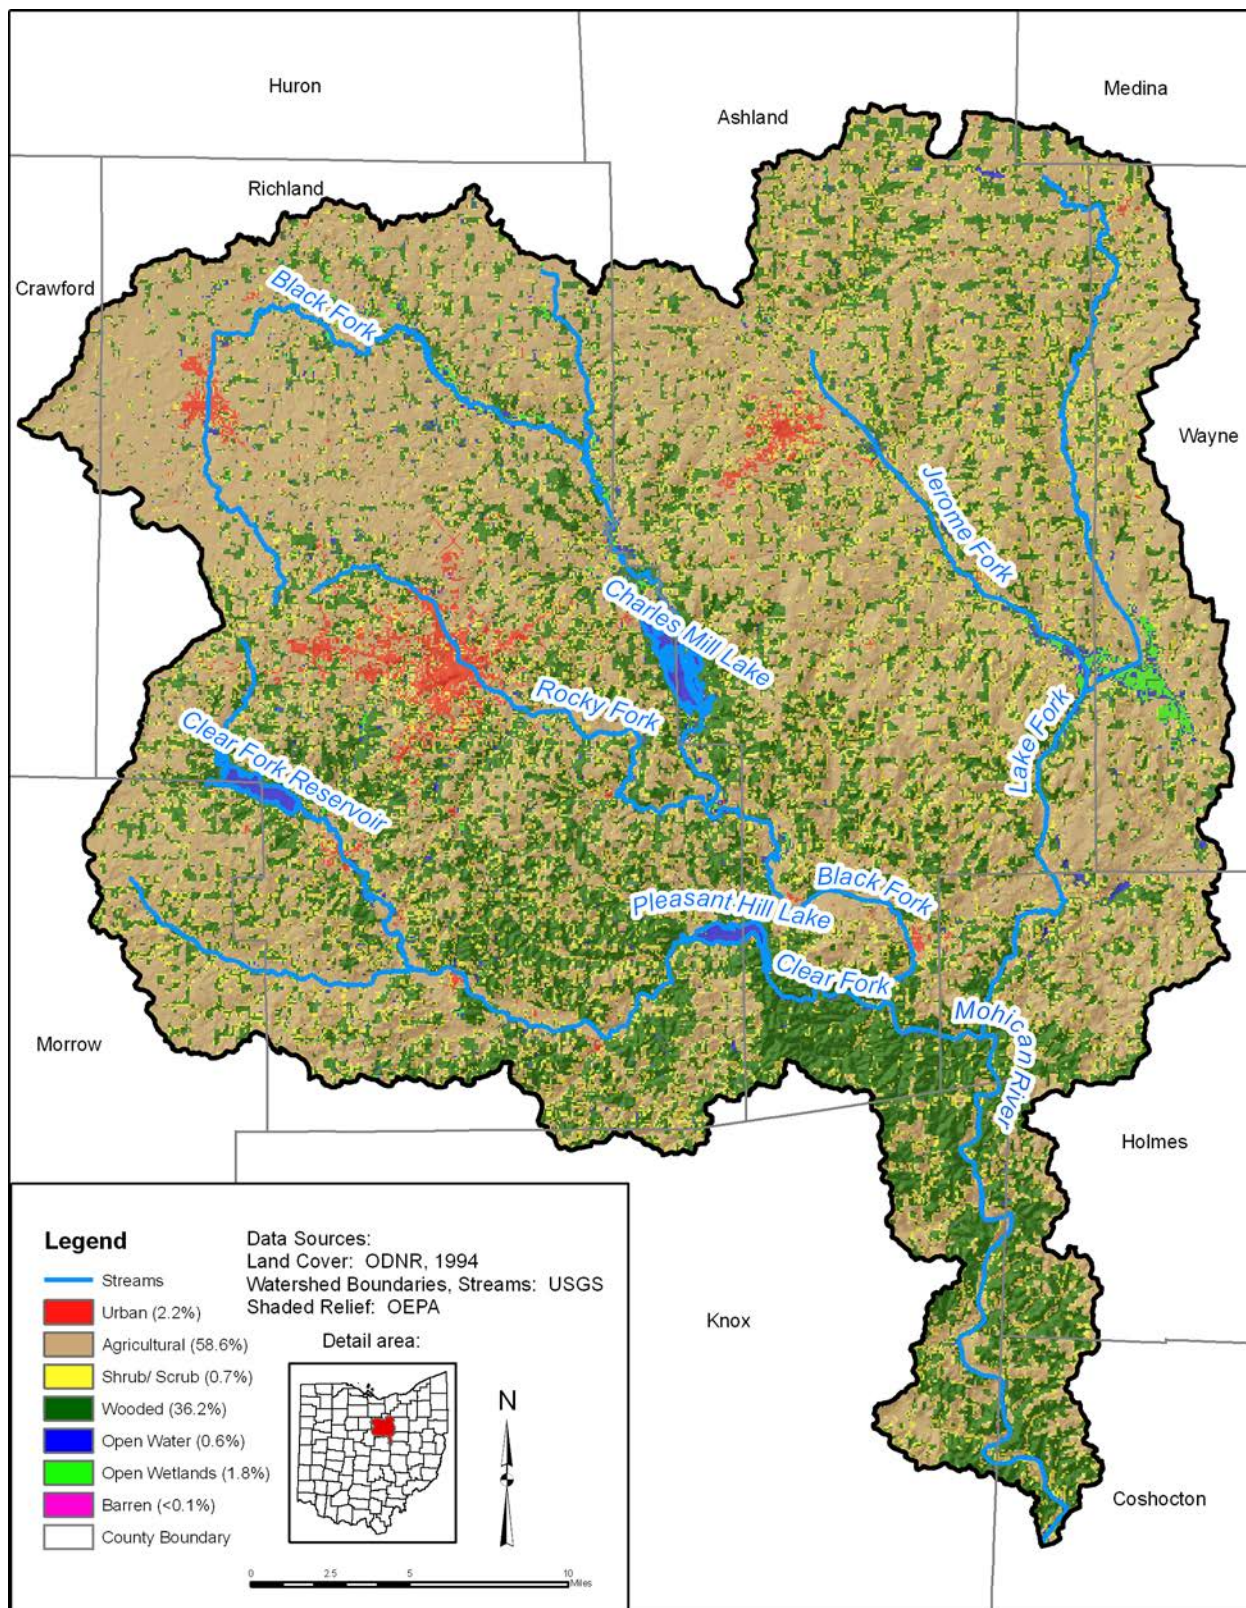 Huron
Medina
Ashland
Richland
Crawford
Black Fork
Wayne
Jerome Fork
Charles Mill Lake
Rocky Fork
Clear Fork Reservoir
Lake Fork
Black Fork
Pleasant Hill Lake
Clear Fork
Mohican River
Morrow
Holmes
Knox
Coshocton
Legend
Streams
Urban (2.2%)
Agricultural (58.6%)
Shrub/ Scrub (0.7%)
Wooded (36.2%)
Open Water (0.6%)
Open Wetlands (1.8%)
Barren (<0.1%)
County Boundary
Data Sources:
Land Cover: ODNR, 1994
Watershed Boundaries, Streams: USGS
Shaded Relief: OEPA
Detail area:
N
0 2.5 5 10
Miles